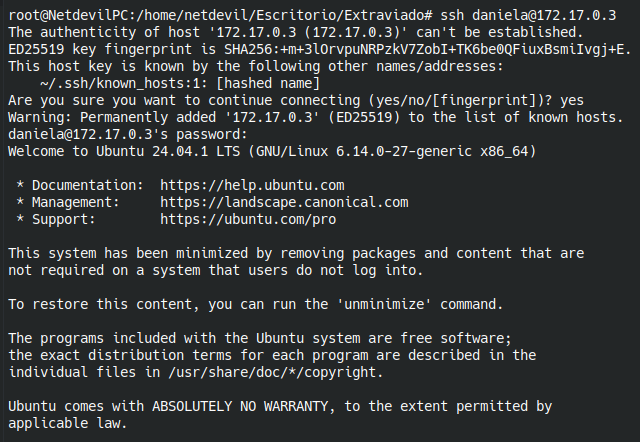 root@NetdevilPC:/home/netdevil/Escritorio/Extraviado# ssh daniela@172.17.0.3
The authenticity of host '172.17.0.3 (172.17.0.3)' can't be established.
ED25519 key fingerprint is SHA256:+m+3lOrvpuNRPzkV7ZobI+TK6be0QFiuxBsmiIvgj+E.
This host key is known by the following other names/addresses:
    ~/.ssh/known_hosts:1: [hashed name]
Are you sure you want to continue connecting (yes/no/[fingerprint])? yes
Warning: Permanently added '172.17.0.3' (ED25519) to the list of known hosts.
daniela@172.17.0.3's password:
Welcome to Ubuntu 24.04.1 LTS (GNU/Linux 6.14.0-27-generic x86_64)

 * Documentation:  https://help.ubuntu.com
 * Management:     https://landscape.canonical.com
 * Support:        https://ubuntu.com/pro

This system has been minimized by removing packages and content that are
not required on a system that users do not log into.

To restore this content, you can run the 'unminimize' command.

The programs included with the Ubuntu system are free software;
the exact distribution terms for each program are described in the
individual files in /usr/share/doc/*/copyright.

Ubuntu comes with ABSOLUTELY NO WARRANTY, to the extent permitted by
applicable law.